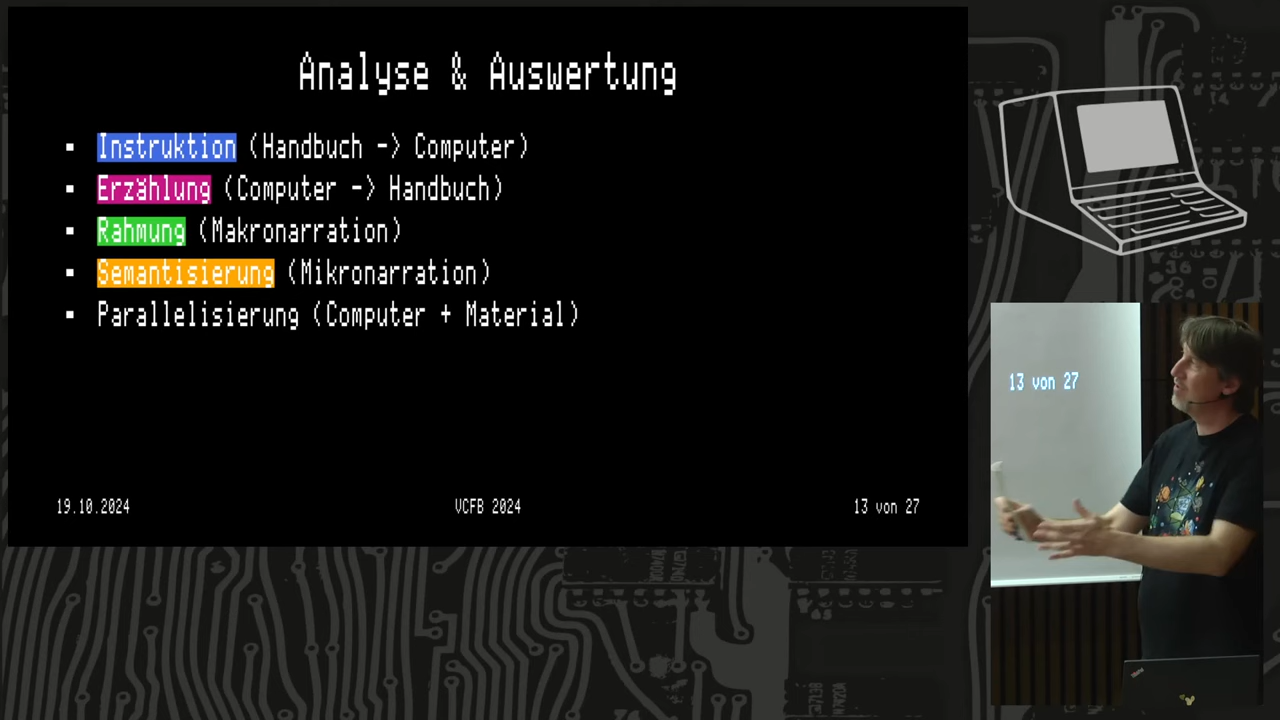 Analyse & Auswertung
▪ Instruktion (Handbuch -> Computer)
▪ Erzählung (Computer -> Handbuch)
▪ Rahmung (Makronarration)
▪ Semantisierung (Mikronarration)
▪ Parallelisierung (Computer + Material)
19.10.2024 VCFB 2024 13 von 27
13 von 27